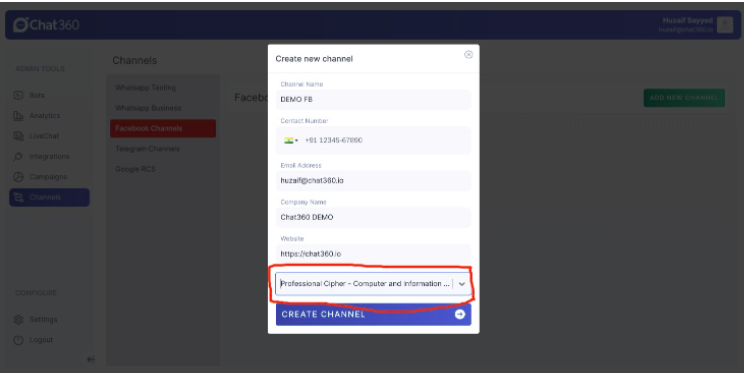 Chat360
Huzaif Sayyed
huzaif@chat360.io
ADMIN TOOLS
Bots
Analytics
LiveChat
Integrations
Campaigns
Channels
CONFIGURE
Settings
Logout
Channels
Whatsapp Testing
Whatsapp Business
Facebook Channels
Telegram Channels
Google RCS
Facebo
ADD NEW CHANNEL
Create new channel
Channel Name
DEMO FB
Contact Number
+91 12345-67890
Email Address
huzaif@chat360.io
Company Name
Chat360 DEMO
Website
https://chat360.io
Professional Cipher - Computer and Information ...
CREATE CHANNEL